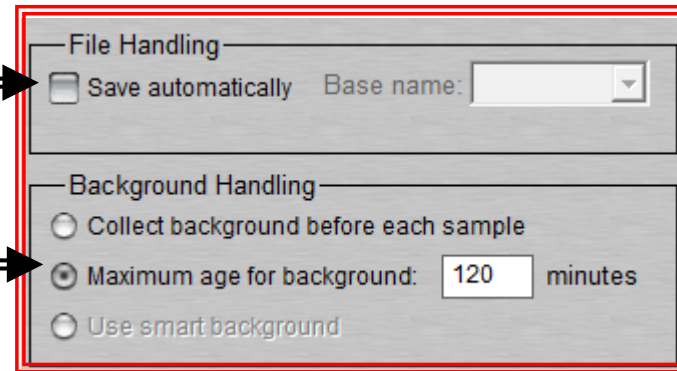 File Handling
Save automatically Base name:
Background Handling
Collect background before each sample
Maximum age for background: 120 minutes
Use smart background